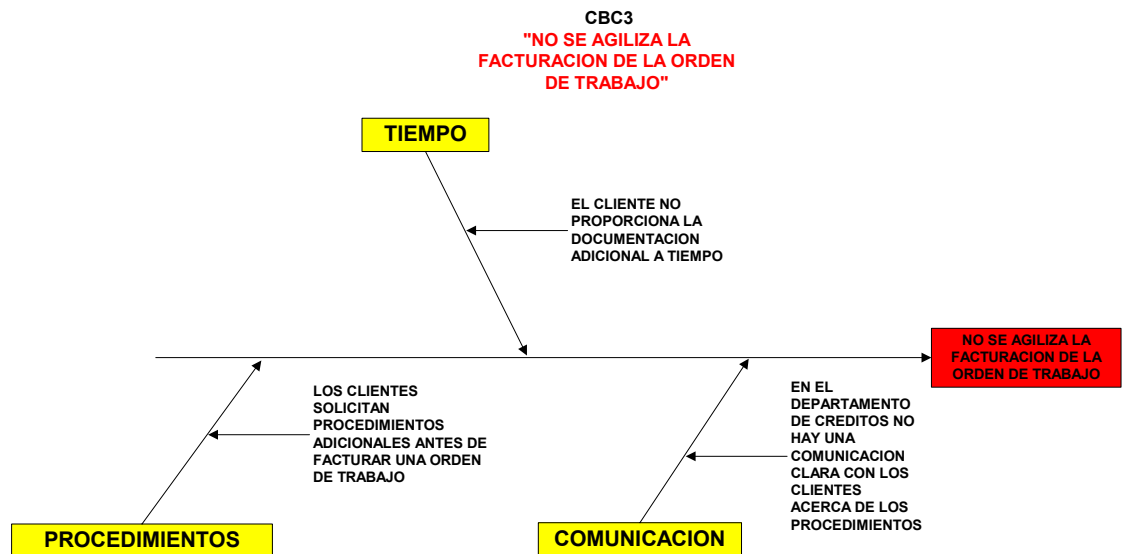 CBC3
"NO SE AGILIZA LA
FACTURACION DE LA ORDEN
DE TRABAJO"
TIEMPO
EL CLIENTE NO
PROPORCIONA LA
DOCUMENTACION
ADICIONAL A TIEMPO
NO SE AGILIZA LA
FACTURACION DE LA
ORDEN DE TRABAJO
LOS CLIENTES
SOLICITAN
PROCEDIMIENTOS
ADICIONALES ANTES DE
FACTURAR UNA ORDEN
DE TRABAJO
EN EL
DEPARTAMENTO
DE CREDITOS NO
HAY UNA
COMUNICACION
CLARA CON LOS
CLIENTES
ACERCA DE LOS
PROCEDIMIENTOS
PROCEDIMIENTOS
COMUNICACION